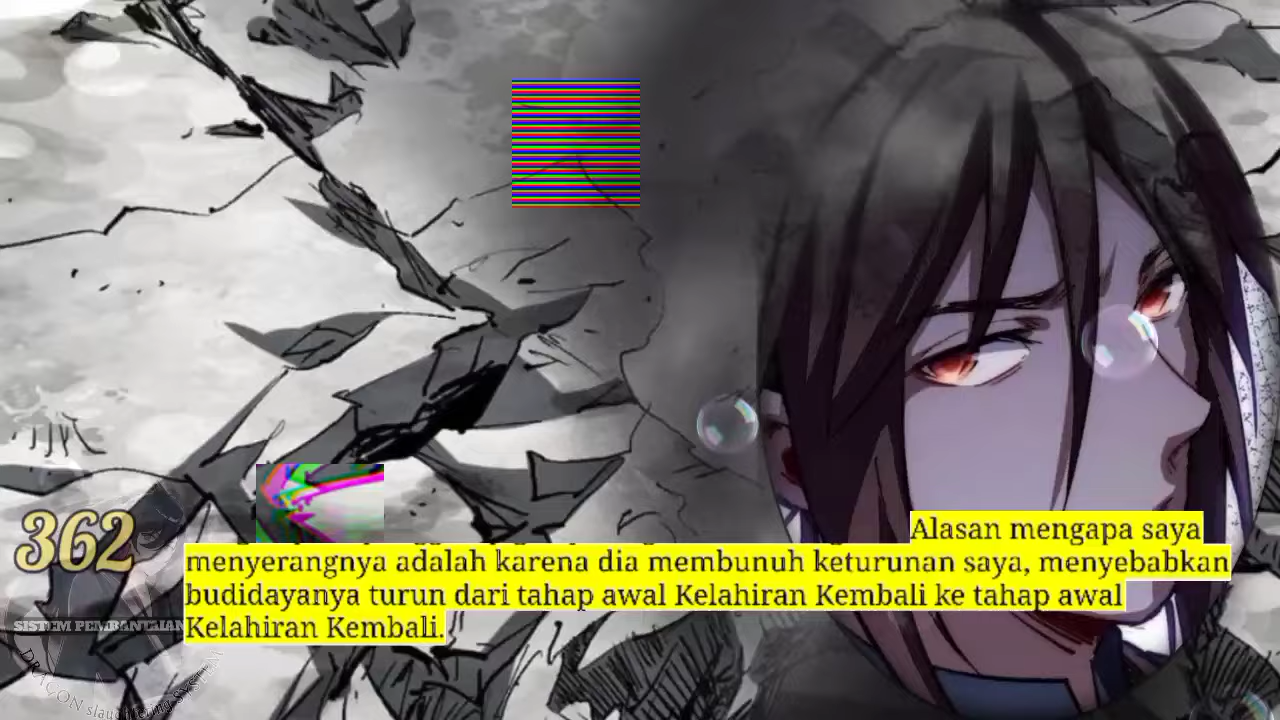 Alasan mengapa saya
menyerangnya adalah karena dia membunuh keturunan saya, menyebabkan
budidayanya turun dari tahap awal Kelahiran Kembali ke tahap awal
Kelahiran Kembali.
362
SISTEM PEMBANTAIAN
DRAGON